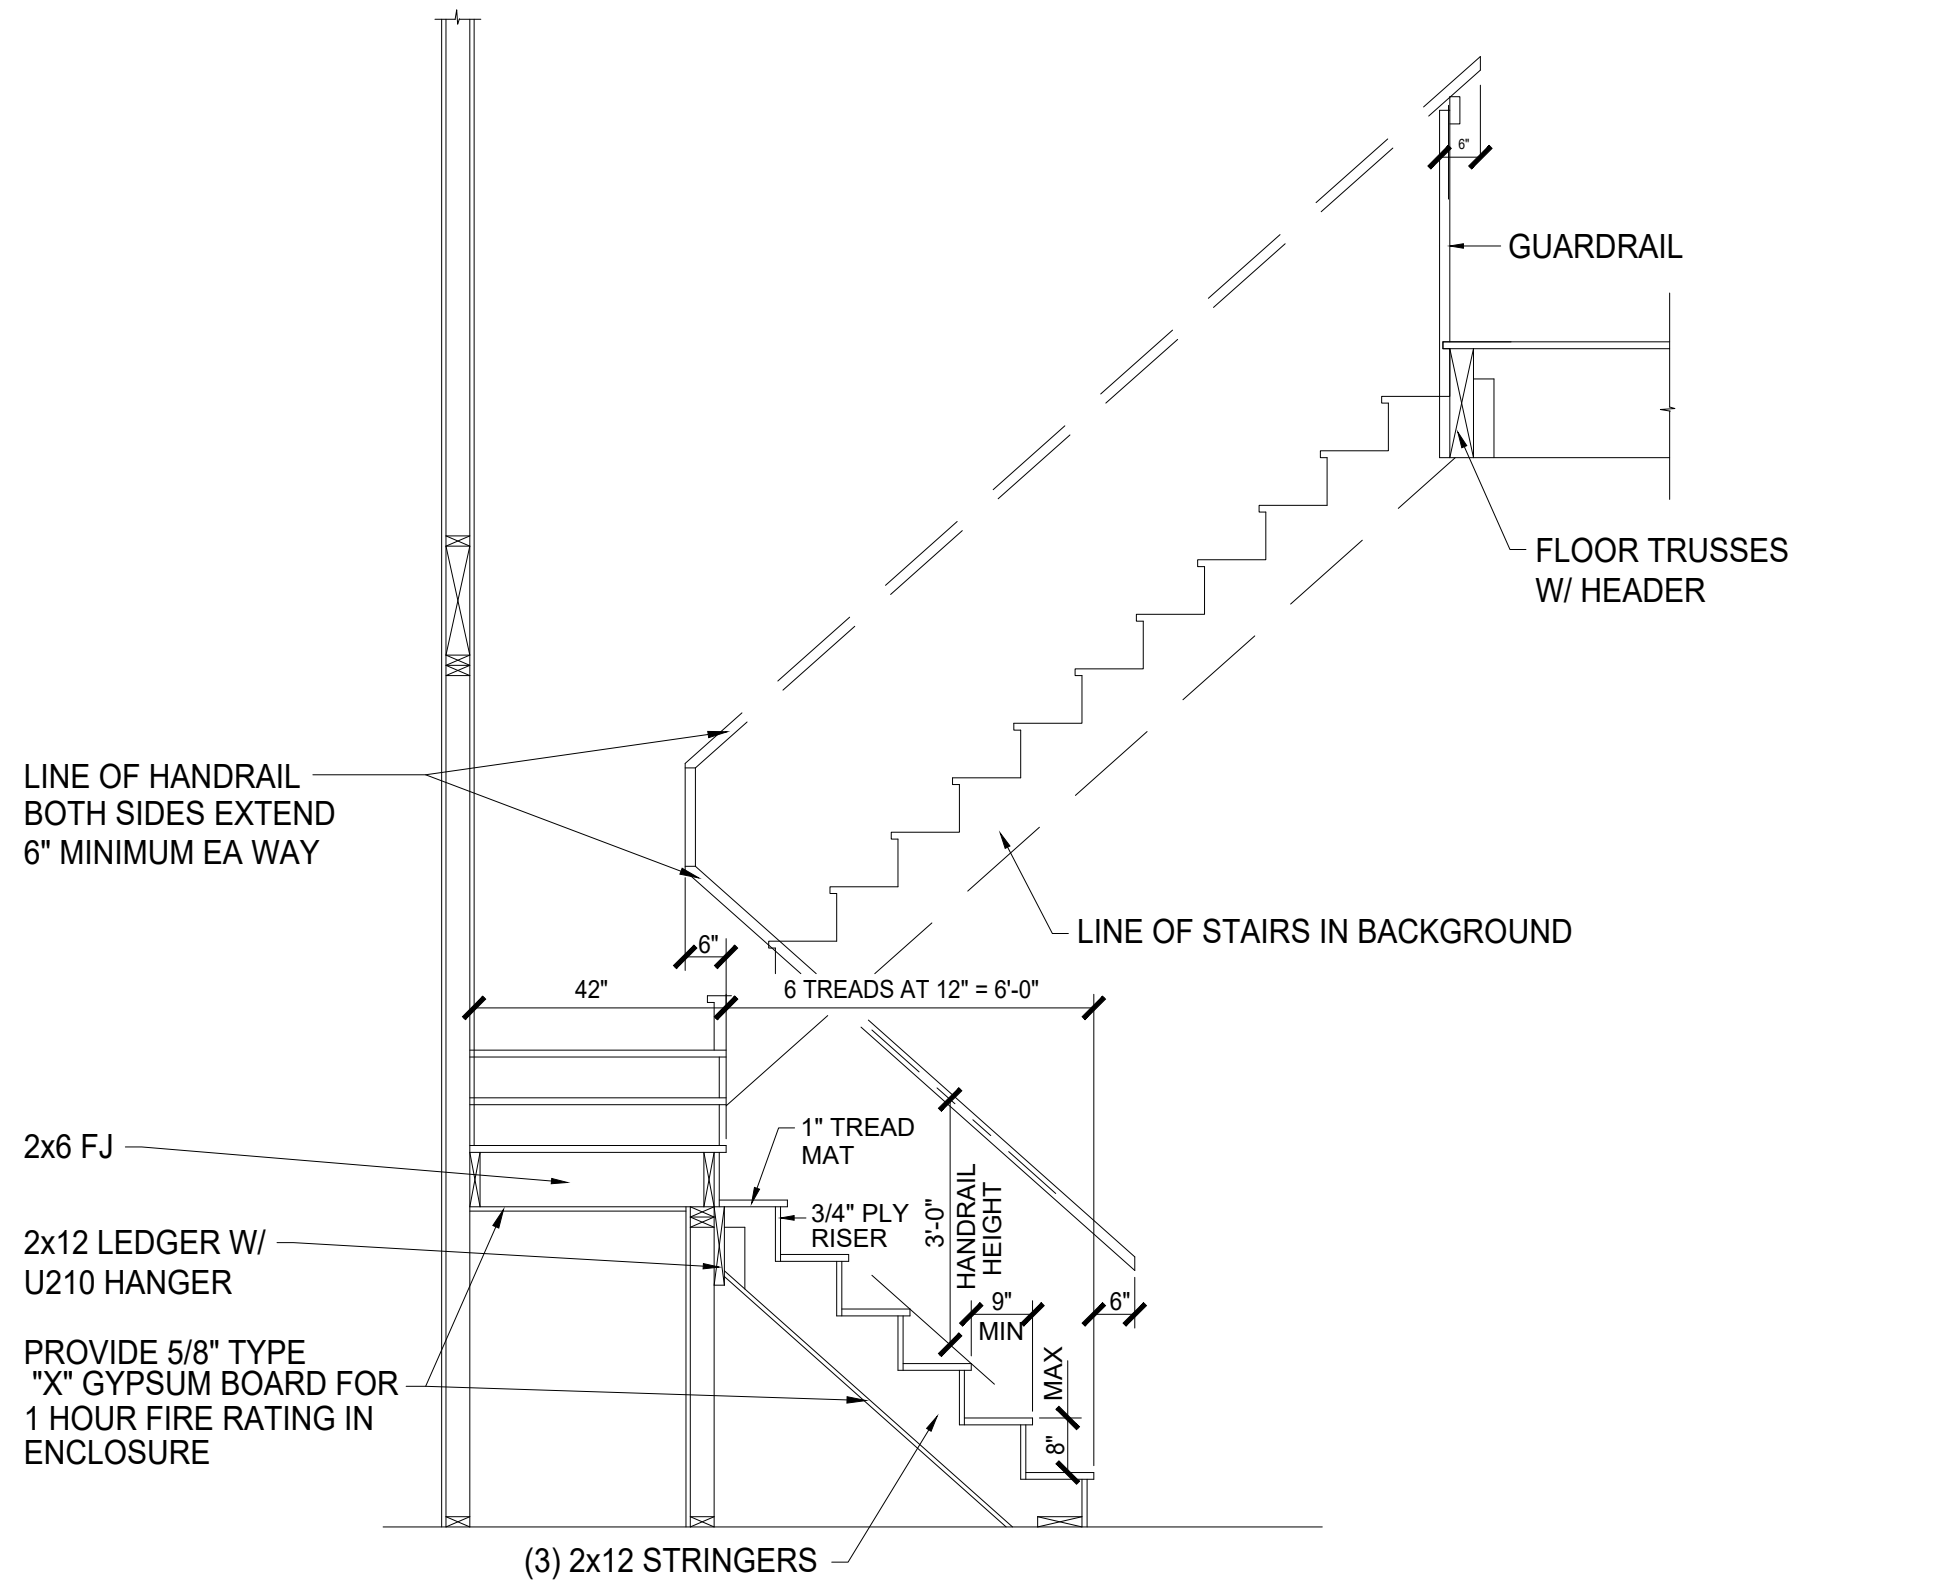 6"
GUARDRAIL
FLOOR TRUSSES
W/ HEADER
LINE OF HANDRAIL
BOTH SIDES EXTEND
6" MINIMUM EA WAY
LINE OF STAIRS IN BACKGROUND
6"
42"
6 TREADS AT 12" = 6'-0"
2x6 FJ
1" TREAD
MAT
3/4" PLY
RISER
3'-0"
HANDRAIL
HEIGHT
2x12 LEDGER W/
U210 HANGER
9"
MIN
6"
MAX
8"
PROVIDE 5/8" TYPE
"X" GYPSUM BOARD FOR
1 HOUR FIRE RATING IN
ENCLOSURE
(3) 2x12 STRINGERS